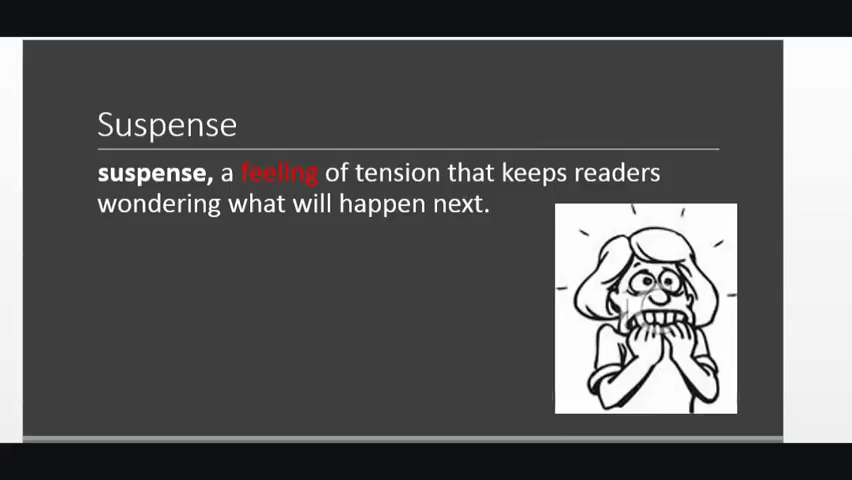 Suspense
suspense, a feeling of tension that keeps readers
wondering what will happen next.